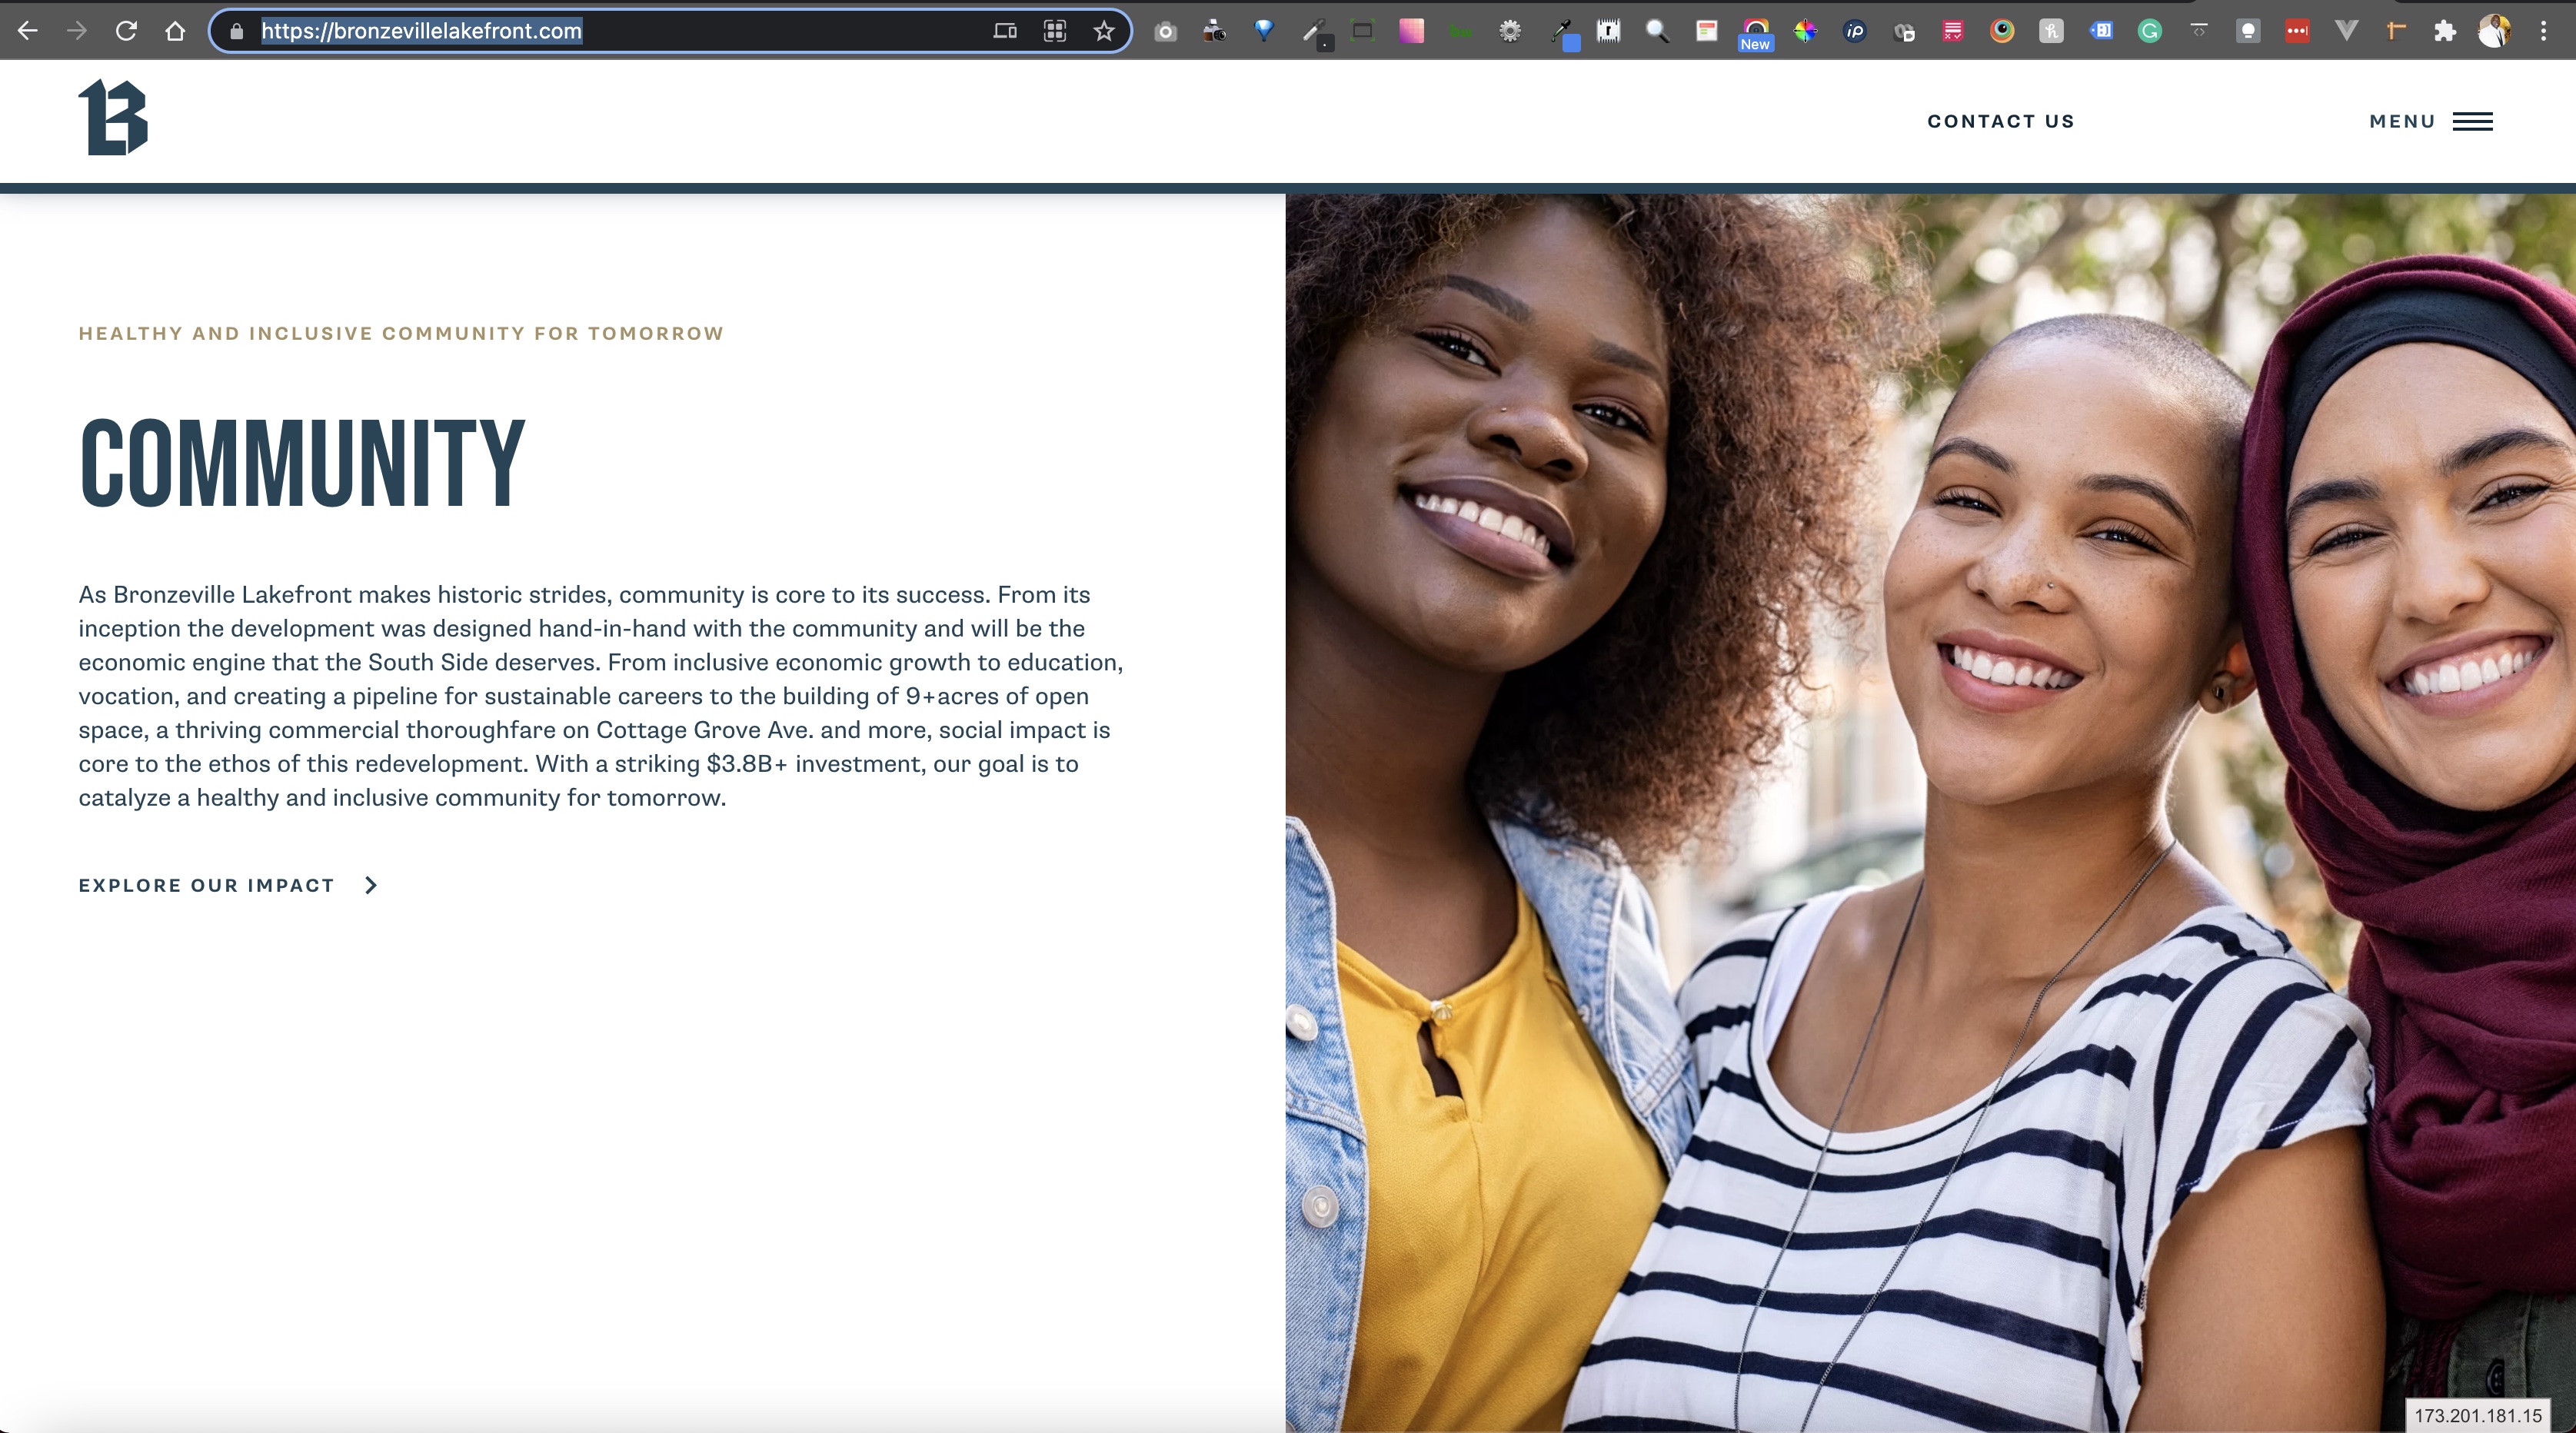 https://bronzevillelakefront.com
New
CONTACT US
MENU
HEALTHY AND INCLUSIVE COMMUNITY FOR TOMORROW
COMMUNITY
As Bronzeville Lakefront makes historic strides, community is core to its success. From its
inception the development was designed hand-in-hand with the community and will be the
economic engine that the South Side deserves. From inclusive economic growth to education,
vocation, and creating a pipeline for sustainable careers to the building of 9+acres of open
space, a thriving commercial thoroughfare on Cottage Grove Ave. and more, social impact is
core to the ethos of this redevelopment. With a striking $3.8B+ investment, our goal is to
catalyze a healthy and inclusive community for tomorrow.
EXPLORE OUR IMPACT
173.201.181.15